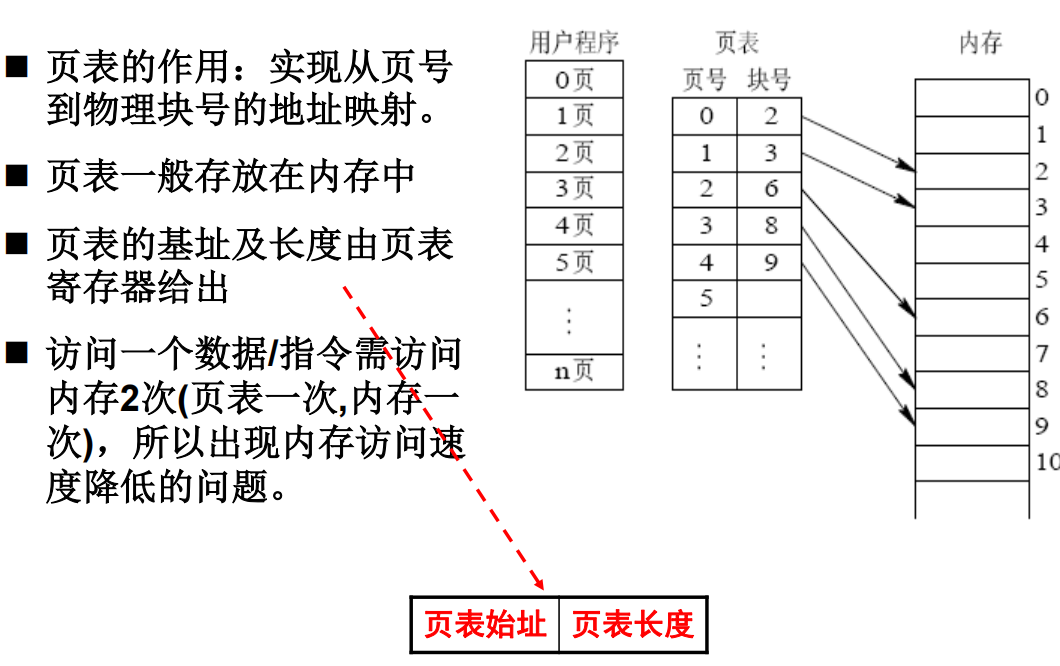 ■ 页表的作用：实现从页号
到物理块号的地址映射。
■ 页表一般存放在内存中
■ 页表的基址及长度由页表
寄存器给出
■ 访问一个数据/指令需访问
内存2次(页表一次,内存一
次)，所以出现内存访问速
度降低的问题。
用户程序
0页
1页
2页
3页
4页
5页
⋮
n页
页表
页号 块号
0 2
1 3
2 6
3 8
4 9
5
⋮ ⋮
内存
0
1
2
3
4
5
6
7
8
9
10
页表始址 页表长度